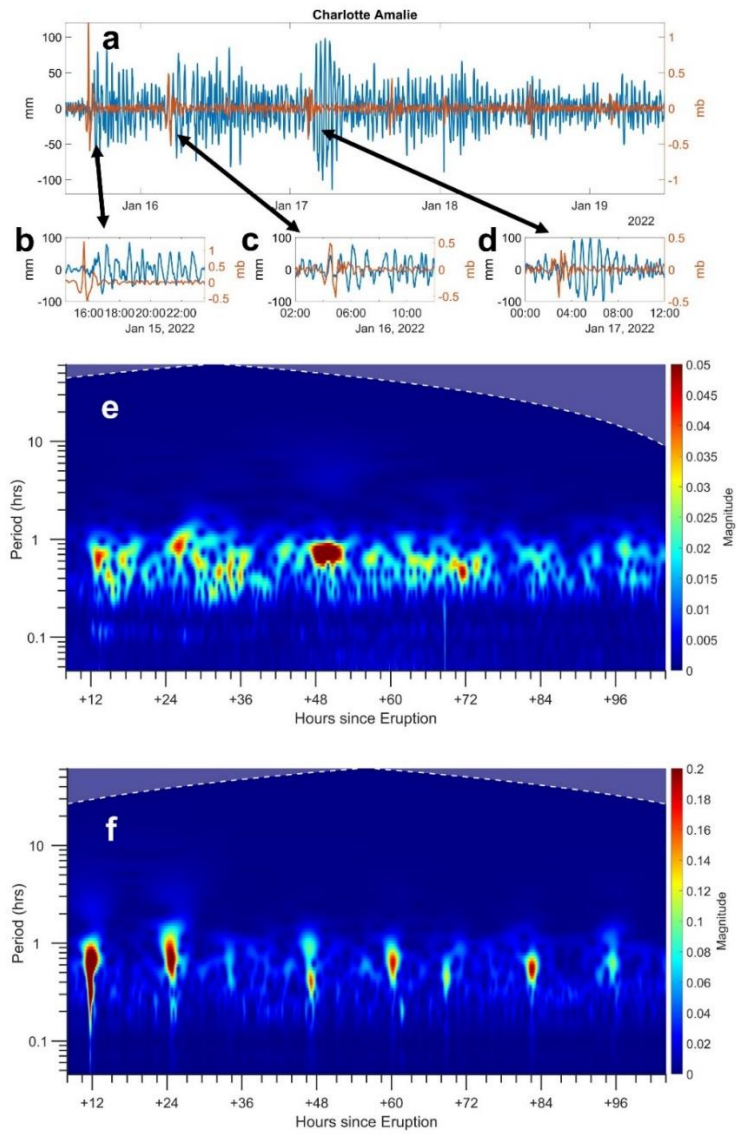 Charlotte Amalie
a
100
50
0
-50
-100
mm
1
0.5
0
-0.5
-1
mb
Jan 16
Jan 17
Jan 18
Jan 19
2022
b
100
0
-100
mm
1
0.5
0
-0.5
mb
16:00 18:00 20:00 22:00
Jan 15, 2022
c
100
0
-100
mm
0.5
0
-0.5
mb
02:00 06:00 10:00
Jan 16, 2022
d
100
0
-100
mm
0.5
0
-0.5
mb
00:00 04:00 08:00 12:00
Jan 17, 2022
e
10
1
0.1
Period (hrs)
+12 +24 +36 +48 +60 +72 +84 +96
Hours since Eruption
0.05
0.045
0.04
0.035
0.03
0.025
0.02
0.015
0.01
0.005
0
Magnitude
f
10
1
0.1
Period (hrs)
+12 +24 +36 +48 +60 +72 +84 +96
Hours since Eruption
0.2
0.18
0.16
0.14
0.12
0.1
0.08
0.06
0.04
0.02
0
Magnitude